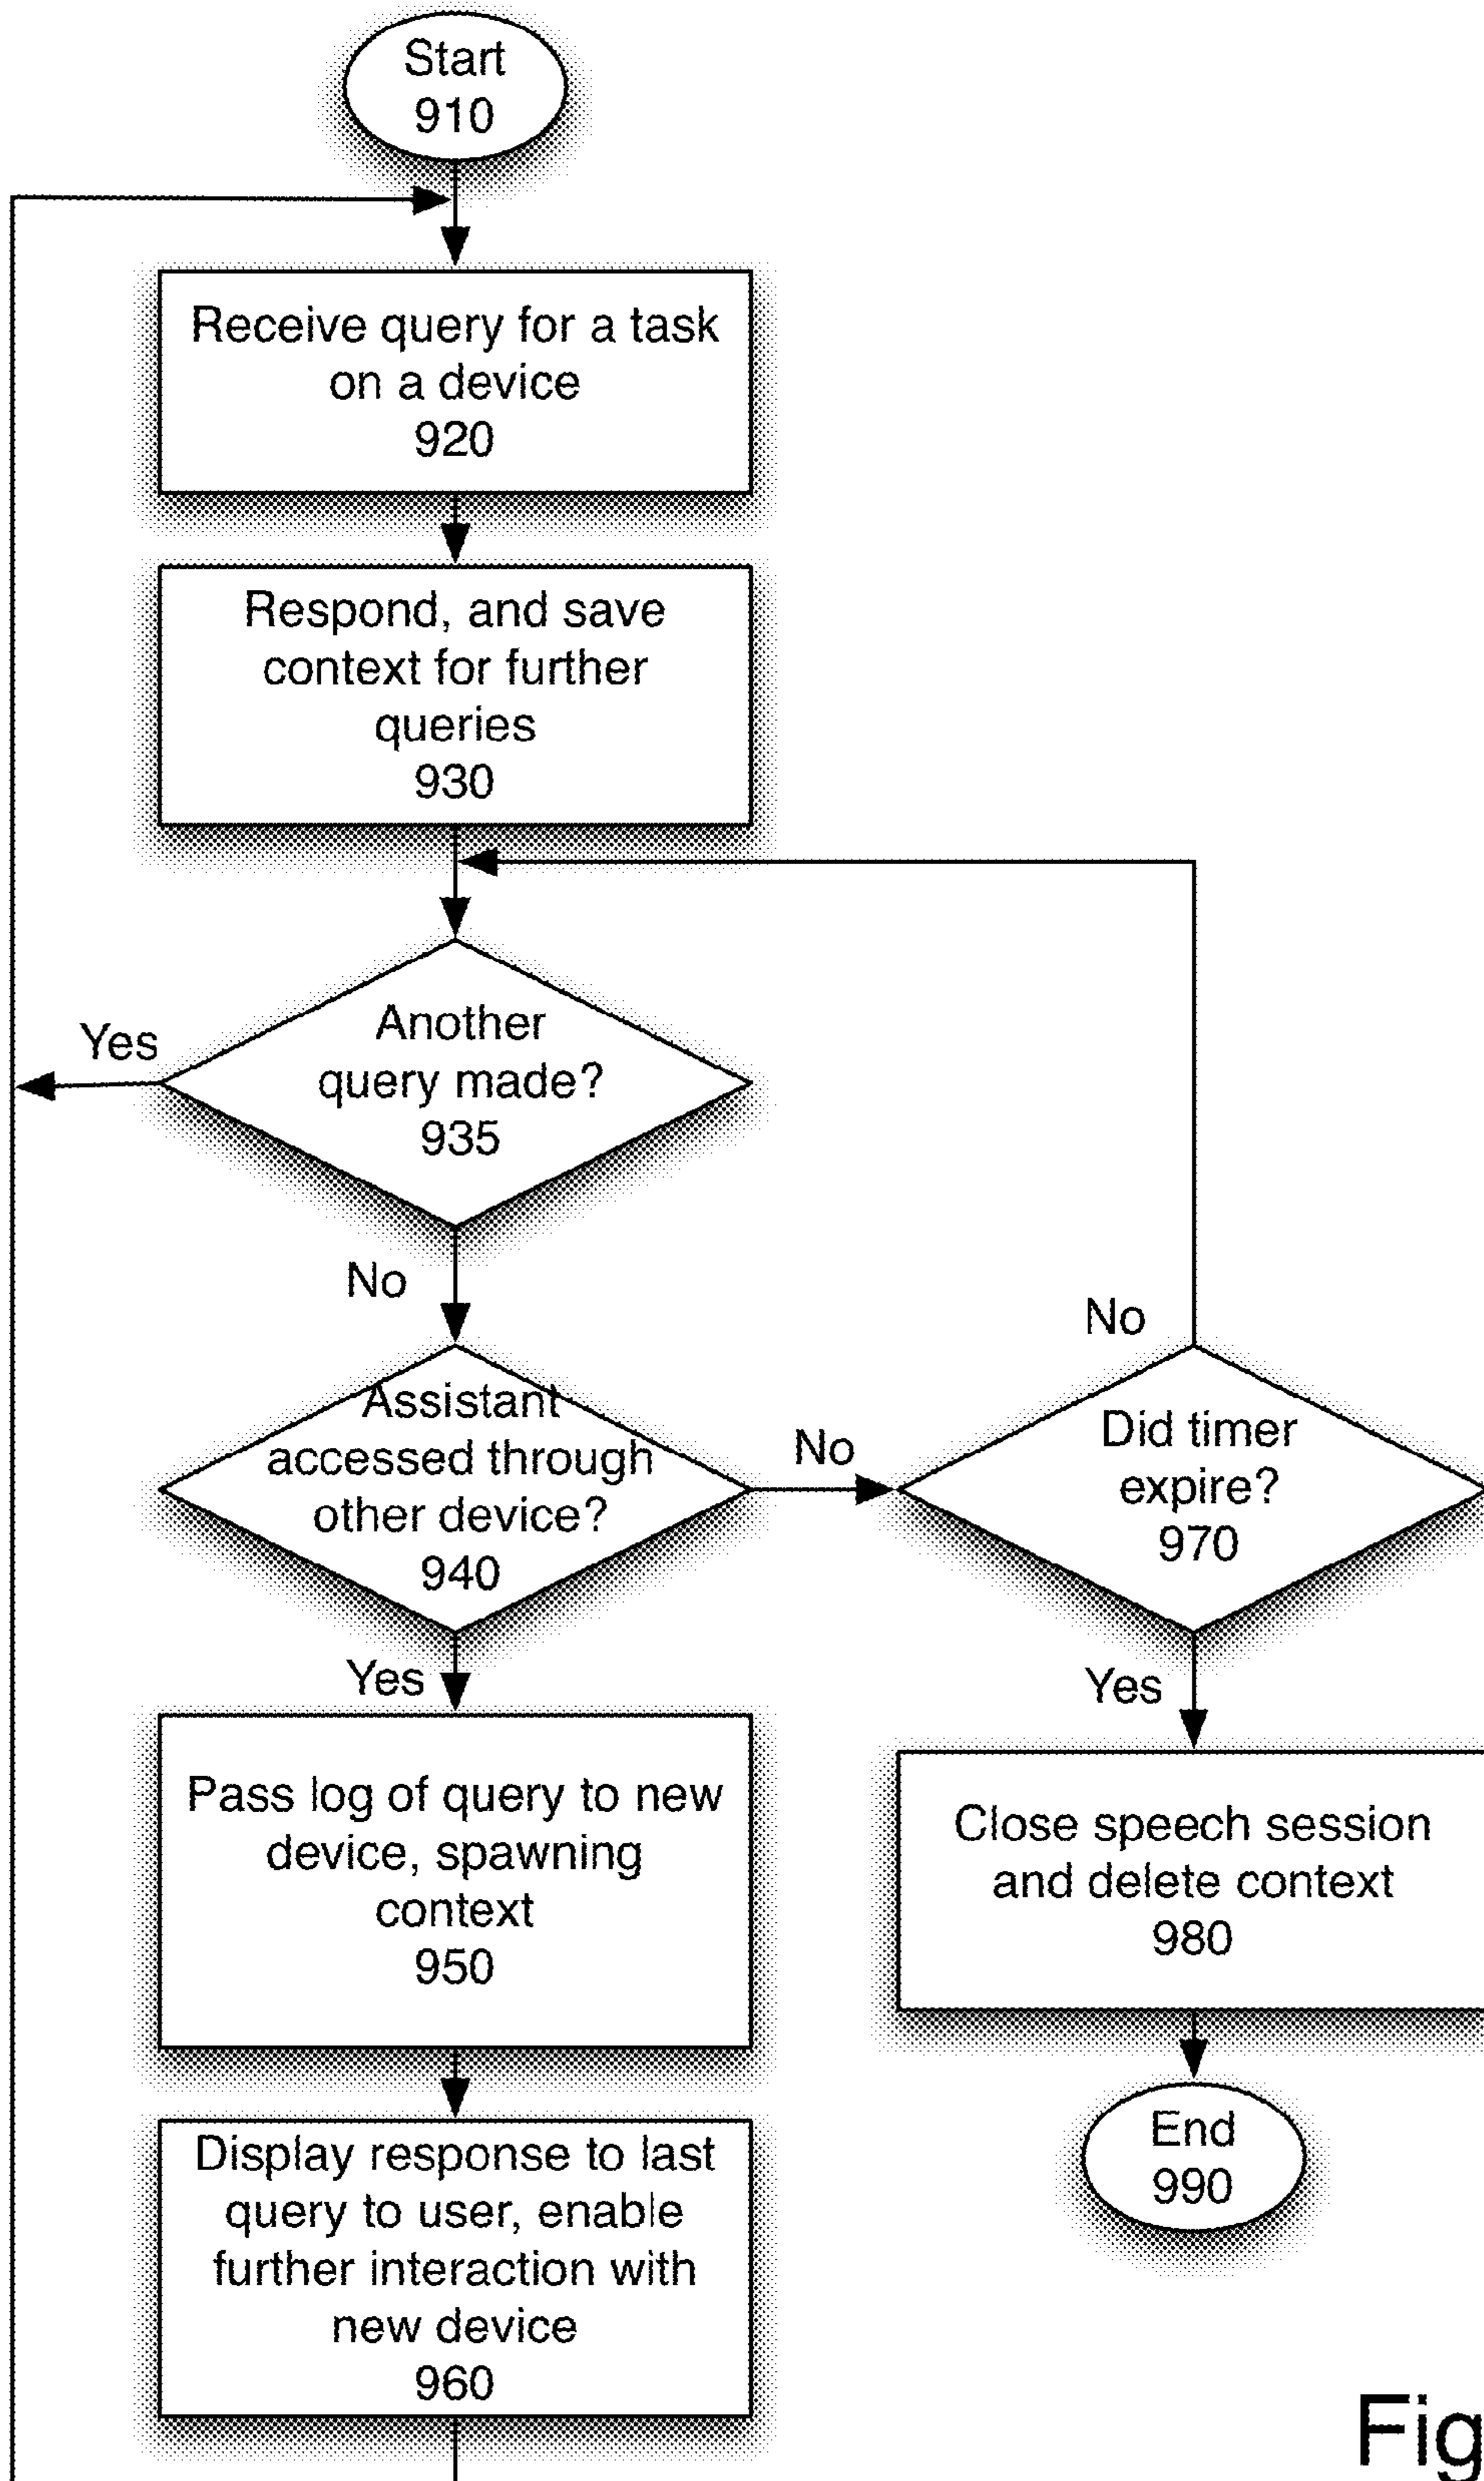 Start
910
Receive query for a task
on a device
920
Respond, and save
context for further
queries
930
Another
query made?
935
Yes
No
Assistant
accessed through
other device?
940
No
Did timer
expire?
970
No
Yes
Yes
Pass log of query to new
device, spawning
context
950
Close speech session
and delete context
980
Display response to last
query to user, enable
further interaction with
new device
960
End
990
Fig